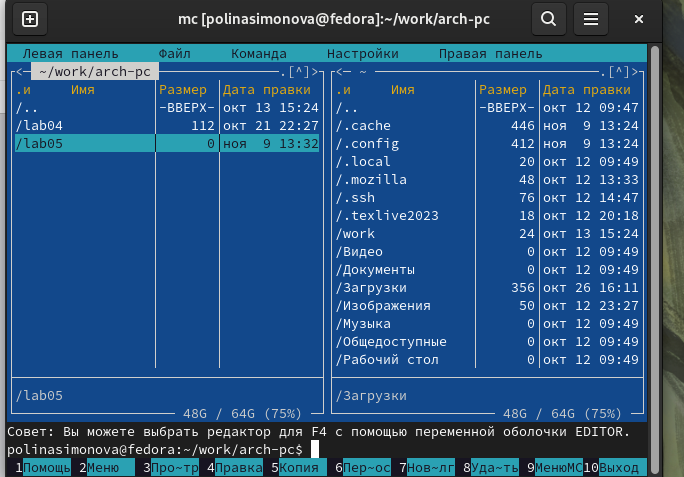 mc [polinasimonova@fedora]:~/work/arch-pc
Левая панель Файл Команда Настройки Правая панель
<— ~/work/arch-pc .[^]> <— ~ .[^]>
.и Имя Размер Дата правки .и Имя Размер Дата правки
/.. -ВВЕРХ- окт 13 15:24 /.. -ВВЕРХ- окт 12 09:47
/lab04 112 окт 21 22:27 /.cache 446 ноя 9 13:24
/lab05 0 ноя 9 13:32 /.config 412 ноя 9 13:24
/.local 20 окт 12 09:49
/.mozilla 48 окт 12 13:33
/.ssh 76 окт 12 14:47
/.texlive2023 18 окт 12 20:18
/work 24 окт 13 15:24
/Видео 0 окт 12 09:49
/Документы 0 окт 12 09:49
/Загрузки 356 окт 26 16:11
/Изображения 50 окт 12 23:27
/Музыка 0 окт 12 09:49
/Общедоступные 0 окт 12 09:49
/Рабочий стол 0 окт 12 09:49
/lab05 /Загрузки
48G / 64G (75%) 48G / 64G (75%)
Совет: Вы можете выбрать редактор для F4 с помощью переменной оболочки EDITOR.
polinasimonova@fedora:~/work/arch-pc$
1Помощь 2Меню 3Про~тр 4Правка 5Копия 6Пер~ос 7Нов~лг 8Уда~ть 9МенюMC 10Выход